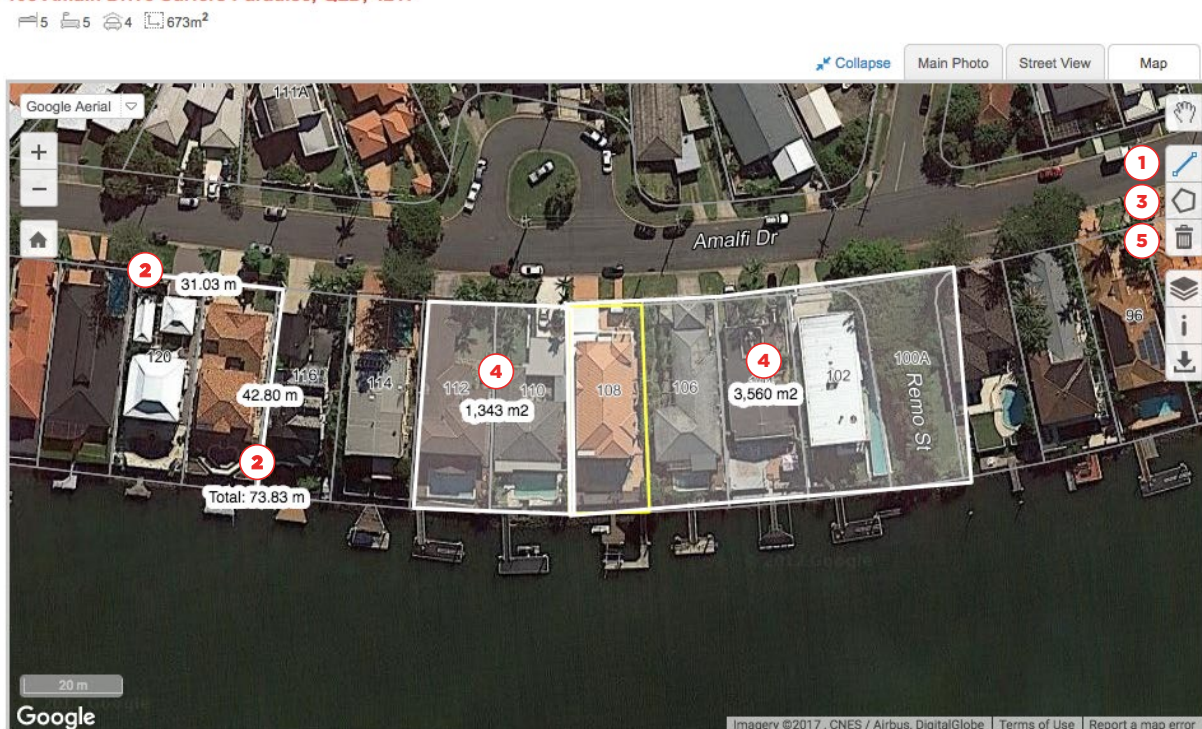 5 5 4 673m²
Collapse Main Photo Street View Map
Google Aerial
111A
+
−
1
3
5
Amalfi Dr
2
31.03 m
120
116
114
42.80 m
112
4
110
1,343 m2
108
106
4
3,560 m2
102
100A
Remo St
96
2
Total: 73.83 m
i
20 m
Google
Imagery ©2017 , CNES / Airbus, DigitalGlobe Terms of Use Report a map error